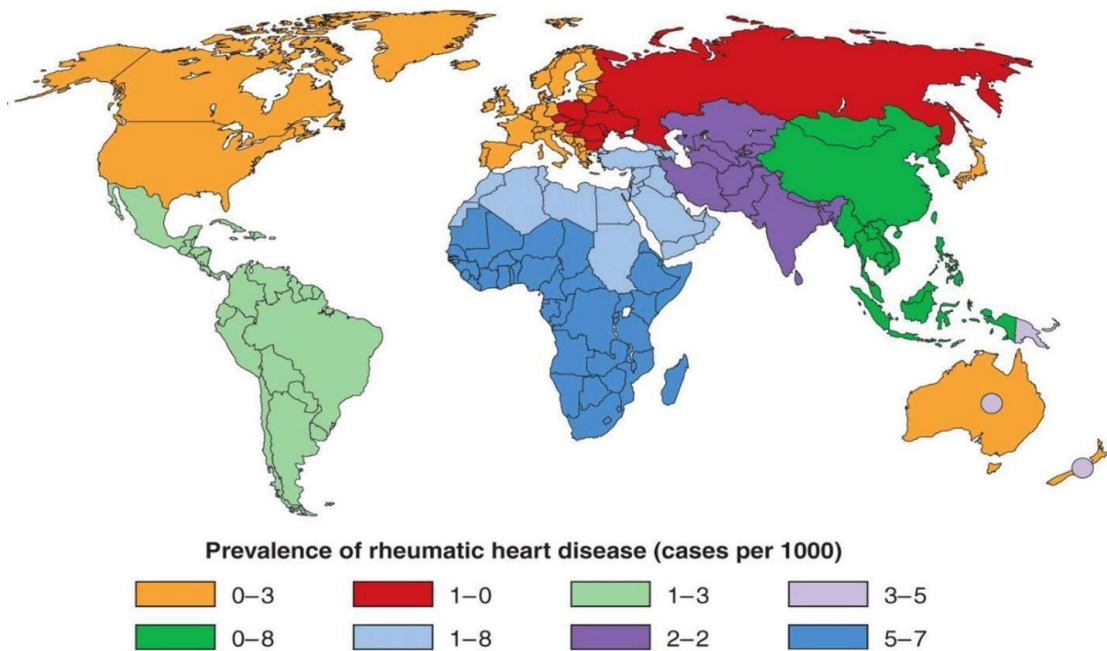 Prevalence of rheumatic heart disease (cases per 1000)
0–3 1–0 1–3 3–5
0–8 1–8 2–2 5–7